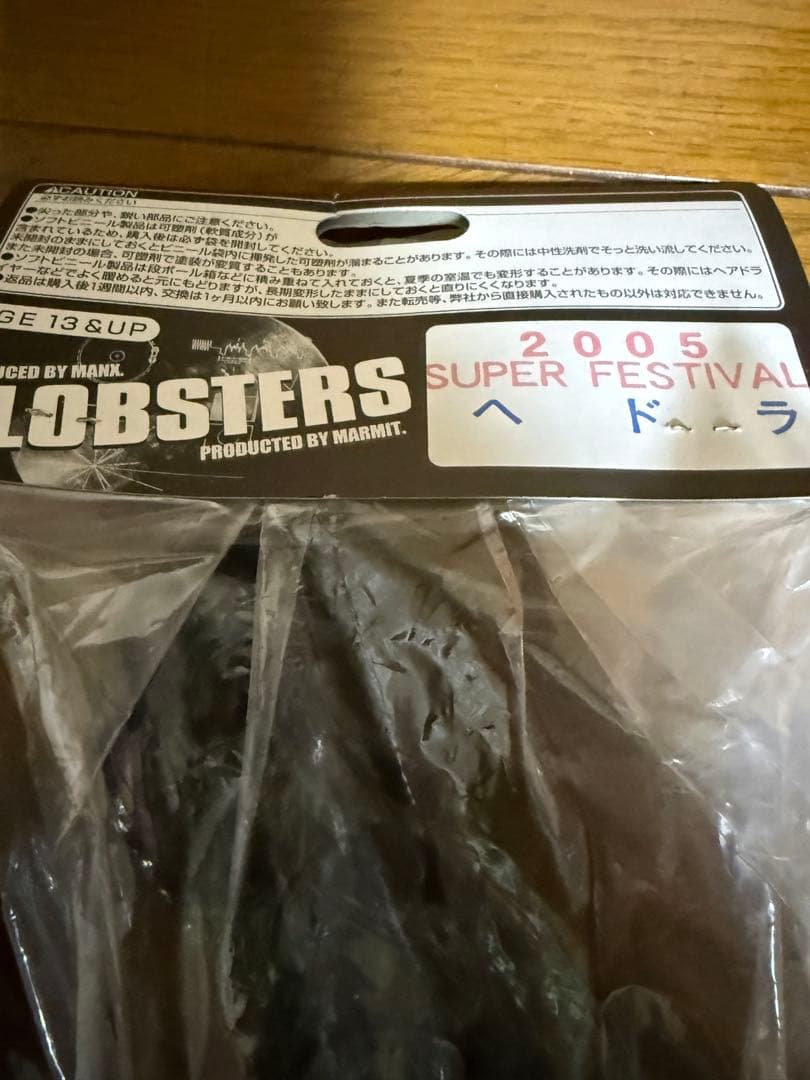 ⚠CAUTION
必ずお読みください
●尖った部分や、鋭い部品にご注意ください。
●ソフトビニール製品は可塑剤(軟質成分)が
含まれているため、購入後は必ず袋を開封してください。
未開封のままにしておくとビニール袋内に揮発した可塑剤が溜まることがあります。その際には中性洗剤でそっと洗い流してください。
また未開封の場合、可塑剤で塗装が変質することもあります。
●ソフトビニール製品は段ボール箱などに積み重ねて入れておくと、夏季の室温でも変形することがあります。その際にはヘアドラ
イヤーなどでよく暖めると元にもどりますが、長期変形したままにしておくと直りにくくなります。
返品は購入後1週間以内、交換は1ヶ月以内にお願い致します。また転売等、弊社から直接購入されたもの以外は対応できません。
GE 13 & UP
UCED BY MANX.
LOBSTERS
PRODUCTED BY MARMIT.
2005
SUPER FESTIVAL
ヘドーラ